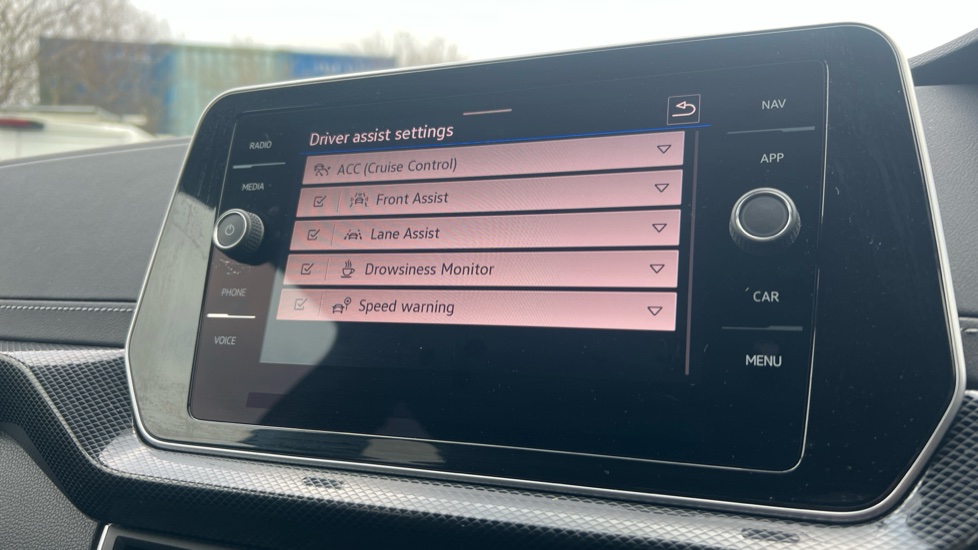 Driver assist settings
ACC (Cruise Control)
Front Assist
Lane Assist
Drowsiness Monitor
Speed warning
RADIO
MEDIA
PHONE
VOICE
NAV
APP
CAR
MENU